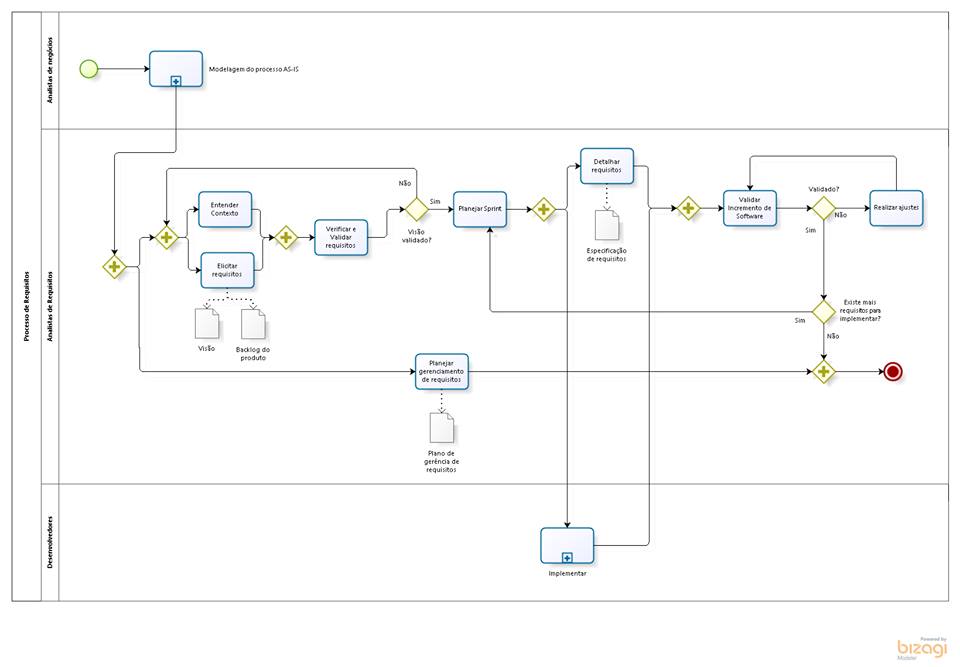 Processo de Requisitos
Analistas de negócios
Modelagem do processo AS-IS
Analistas de Requisitos
Entender
Contexto
Elicitar
requisitos
Visão
Backlog do
produto
Verificar e
Validar
requisitos
Não
Sim
Visão
validado?
Planejar Sprint
Detalhar
requisitos
Especificação
de requisitos
Validar
Incremento de
Software
Validado?
Não
Sim
Realizar ajustes
Existe mais
requisitos para
implementar?
Sim
Não
Planejar
gerenciamento
de requisitos
Plano de
gerência de
requisitos
Desenvolvedores
Implementar
Powered by
bizagi
Modeler